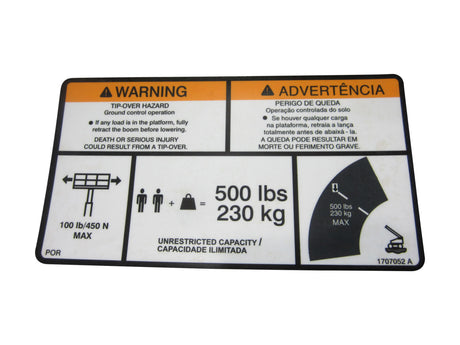 WARNING
TIP-OVER HAZARD
Ground control operation
● If any load is in the platform, fully
retract the boom before lowering.
DEATH OR SERIOUS INJURY
COULD RESULT FROM A TIP-OVER.
ADVERTÊNCIA
PERIGO DE QUEDA
Operação controlada do solo
● Se houver qualquer carga
na plataforma, retraia a lança
totalmente antes de abaixá - la.
A QUEDA PODE RESULTAR EM
MORTE OU FERIMENTO GRAVE.
100 lb/450 N
MAX
POR
+ = 500 lbs
230 kg
UNRESTRICTED CAPACITY /
CAPACIDADE ILIMITADA
500 lbs
230 kg
MAX
1707052 A